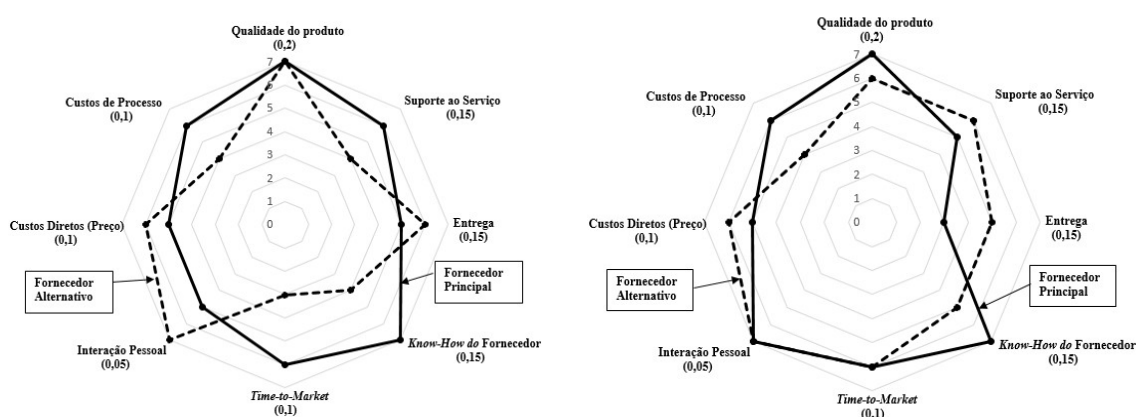 Qualidade do produto
(0,2)
Suporte ao Serviço
(0,15)
Entrega
(0,15)
Fornecedor
Principal
Know-How do Fornecedor
(0,15)
Time-to-Market
(0,1)
Interação Pessoal
(0,05)
Fornecedor
Alternativo
Custos Diretos (Preço)
(0,1)
Custos de Processo
(0,1)
7
6
5
4
3
2
1
0
Qualidade do produto
(0,2)
Suporte ao Serviço
(0,15)
Entrega
(0,15)
Fornecedor
Principal
Know-How do Fornecedor
(0,15)
Time-to-Market
(0,1)
Interação Pessoal
(0,05)
Fornecedor
Alternativo
Custos Diretos (Preço)
(0,1)
Custos de Processo
(0,1)
7
6
5
4
3
2
1
0